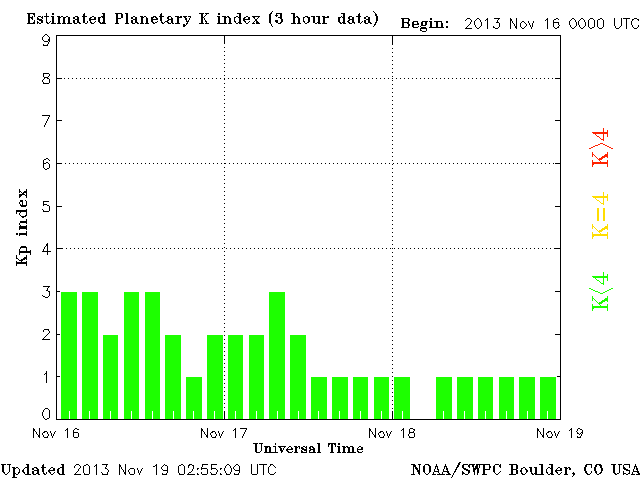 Estimated Planetary K index (3 hour data)
Begin: 2013 Nov 16 0000 UTC
9
8
7
6
5
4
3
2
1
0
Kp index
K>4
K=4
K<4
Nov 16
Nov 17
Nov 18
Nov 19
Universal Time
Updated 2013 Nov 19 02:55:09 UTC
NOAA/SWPC Boulder, CO USA